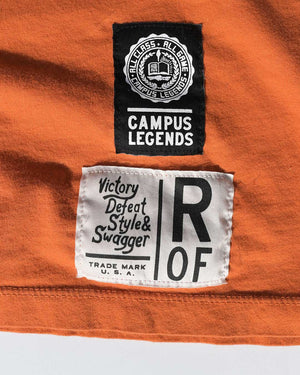 ALL CLASS · ALL GAME
CAMPUS LEGENDS
CAMPUS
LEGENDS
Victory
Defeat
Style &
Swagger
TRADE MARK
U. S. A.
R
OF